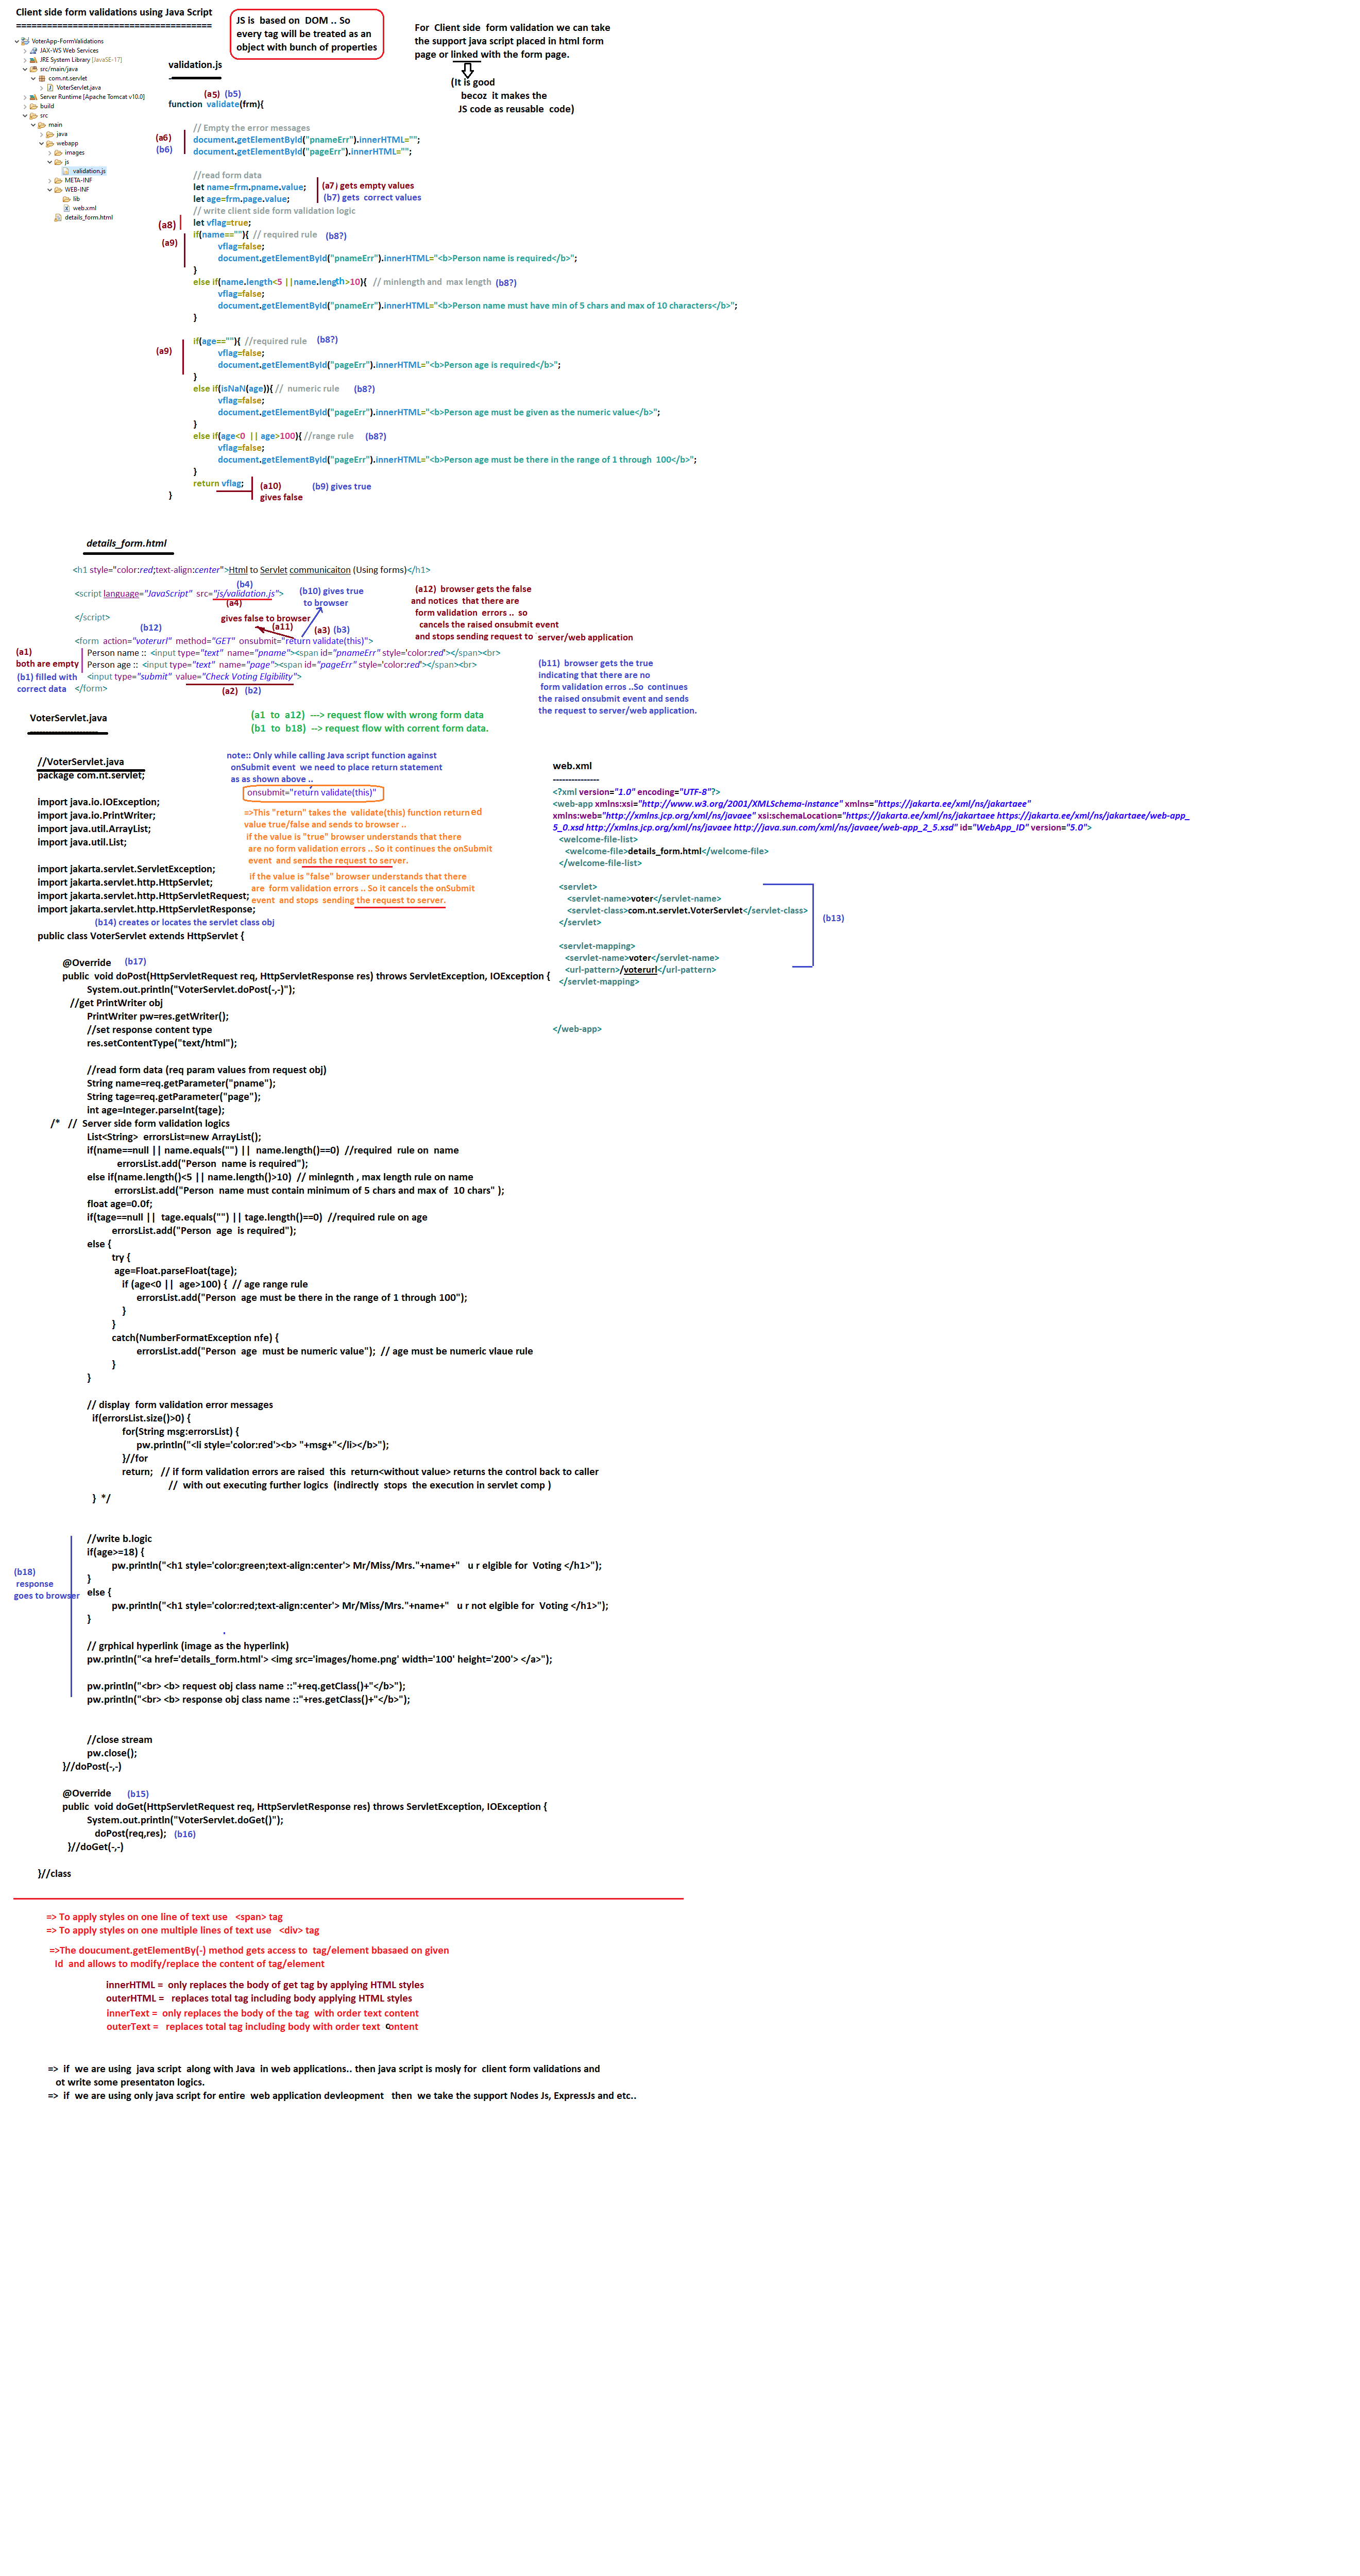 Client side form validations using Java Script
======================================
JS is  based on  DOM .. So
every tag will be treated as an
object with bunch of properties
For  Client side  form validation we can take
the support java script placed in html form
page or linked with the form page.
(It is good
becoz  it makes the
JS code as reusable  code)
VoterApp-FormValidations
JAX-WS Web Services
JRE System Library [JavaSE-17]
src/main/java
com.nt.servlet
VoterServlet.java
Server Runtime [Apache Tomcat v10.0]
build
src
main
java
webapp
images
js
validation.js
META-INF
WEB-INF
lib
web.xml
details_form.html
validation.js
(a5)  (b5)
function  validate(frm){
// Empty the error messages
(a6) document.getElementById("pnameErr").innerHTML="";
(b6) document.getElementById("pageErr").innerHTML="";
//read form data
let name=frm.pname.value;  (a7) gets empty values
let age=frm.page.value;  (b7) gets  correct values
// write client side form validation logic
(a8) let vflag=true;
(a9) if(name==""){  // required rule  (b8?)
vflag=false;
document.getElementById("pnameErr").innerHTML="<b>Person name is required</b>";
}
else if(name.length<5 ||name.length>10){  // minlength and  max length  (b8?)
vflag=false;
document.getElementById("pnameErr").innerHTML="<b>Person name must have min of 5 chars and max of 10 characters</b>";
}
if(age==""){  //required rule  (b8?)
(a9) vflag=false;
document.getElementById("pageErr").innerHTML="<b>Person age is required</b>";
}
else if(isNaN(age)){ //  numeric rule  (b8?)
vflag=false;
document.getElementById("pageErr").innerHTML="<b>Person age must be given as the numeric value</b>";
}
else if(age<0  || age>100){ //range rule  (b8?)
vflag=false;
document.getElementById("pageErr").innerHTML="<b>Person age must be there in the range of 1 through  100</b>";
}
return vflag;  (a10)  (b9) gives true
gives false
}
details_form.html
<h1 style="color:red;text-align:center">Html to Servlet communicaiton (Using forms)</h1>
(b4)
<script language="JavaScript"  src="js/validation.js">
(a4)
(b10) gives true
to browser
</script>
gives false to browser
(b12)  (a11)  (a3)  (b3)
<form  action="voterurl"  method="GET"  onsubmit="return validate(this)">
(a12)  browser gets the false
and notices  that there are
form validation  errors ..  so
cancels the raised onsubmit event
and stops sending request to  server/web application
(a1)
both are empty
(b1) filled with
correct data
Person name ::  <input type="text"  name="pname"><span id="pnameErr" style='color:red'></span><br>
Person age ::  <input type="text"  name="page"><span id="pageErr" style='color:red'></span><br>
<input type="submit"  value="Check Voting Elgibility">
(a2)  (b2)
</form>
(b11)  browser gets the true
indicating that there are no
form validation erros ..So  continues
the raised onsubmit event and sends
the request to server/web application.
(a1  to  a12)  ---> request flow with wrong form data
(b1  to  b18)  --> request flow with corrent form data.
VoterServlet.java
-----------------------
//VoterServlet.java
package com.nt.servlet;
import java.io.IOException;
import java.io.PrintWriter;
import java.util.ArrayList;
import java.util.List;
import jakarta.servlet.ServletException;
import jakarta.servlet.http.HttpServlet;
import jakarta.servlet.http.HttpServletRequest;
import jakarta.servlet.http.HttpServletResponse;
note:: Only while calling Java script function against
onSubmit event  we need to place return statement
as as shown above ..
onsubmit="return validate(this)"
=>This "return" takes the  validate(this) function returned
value true/false and sends to browser ..
if the value is "true" browser understands that there
are no form validation errors .. So it continues the onSubmit
event  and sends the request to server.
if the value is "false" browser understands that there
are  form validation errors .. So it cancels the onSubmit
event  and stops  sending the request to server.
(b14) creates or locates the servlet class obj
public class VoterServlet extends HttpServlet {
@Override  (b17)
public  void doPost(HttpServletRequest req, HttpServletResponse res) throws ServletException, IOException {
System.out.println("VoterServlet.doPost(-,-)");
//get PrintWriter obj
PrintWriter pw=res.getWriter();
//set response content type
res.setContentType("text/html");
//read form data (req param values from request obj)
String name=req.getParameter("pname");
String tage=req.getParameter("page");
int age=Integer.parseInt(tage);
/*   //  Server side form validation logics
List<String>  errorsList=new ArrayList();
if(name==null || name.equals("") ||  name.length()==0)  //required  rule  on  name
errorsList.add("Person  name is required");
else if(name.length()<5 || name.length()>10)  // minlegnth , max length rule on name
errorsList.add("Person  name must contain minimum of 5 chars and max of  10 chars" );
float age=0.0f;
if(tage==null ||  tage.equals("") || tage.length()==0)  //required rule on age
errorsList.add("Person  age  is required");
else {
try {
age=Float.parseFloat(tage);
if (age<0 ||  age>100) {  // age range rule
errorsList.add("Person  age must be there in the range of 1 through 100");
}
}
catch(NumberFormatException nfe) {
errorsList.add("Person  age  must be numeric value");  // age must be numeric vlaue rule
}
}
// display  form validation error messages
if(errorsList.size()>0) {
for(String msg:errorsList) {
pw.println("<li style='color:red'><b> "+msg+"</li></b>");
}//for
return;   // if form validation errors are raised  this  return<without value> returns the control back to caller
//  with out executing further logics  (indirectly  stops  the execution in servlet comp )
}  */
(b18)
response
goes to browser
//write b.logic
if(age>=18) {
pw.println("<h1 style='color:green;text-align:center'> Mr/Miss/Mrs."+name+"   u r elgible for  Voting </h1>");
}
else {
pw.println("<h1 style='color:red;text-align:center'> Mr/Miss/Mrs."+name+"   u r not elgible for  Voting </h1>");
}
// grphical hyperlink (image as the hyperlink)
pw.println("<a href='details_form.html'> <img src='images/home.png' width='100' height='200'> </a>");
pw.println("<br> <b> request obj class name ::"+req.getClass()+"</b>");
pw.println("<br> <b> response obj class name ::"+res.getClass()+"</b>");
//close stream
pw.close();
}//doPost(-,-)
@Override  (b15)
public  void doGet(HttpServletRequest req, HttpServletResponse res) throws ServletException, IOException {
System.out.println("VoterServlet.doGet()");
doPost(req,res);  (b16)
}//doGet(-,-)
}//class
web.xml
---------------
<?xml version="1.0" encoding="UTF-8"?>
<web-app xmlns:xsi="http://www.w3.org/2001/XMLSchema-instance" xmlns="https://jakarta.ee/xml/ns/jakartaee"
xmlns:web="http://xmlns.jcp.org/xml/ns/javaee" xsi:schemaLocation="https://jakarta.ee/xml/ns/jakartaee https://jakarta.ee/xml/ns/jakartaee/web-app_
5_0.xsd http://xmlns.jcp.org/xml/ns/javaee http://java.sun.com/xml/ns/javaee/web-app_2_5.xsd" id="WebApp_ID" version="5.0">
<welcome-file-list>
<welcome-file>details_form.html</welcome-file>
</welcome-file-list>
<servlet>
<servlet-name>voter</servlet-name>
<servlet-class>com.nt.servlet.VoterServlet</servlet-class>
(b13)
</servlet>
<servlet-mapping>
<servlet-name>voter</servlet-name>
<url-pattern>/voterurl</url-pattern>
</servlet-mapping>
</web-app>
=> To apply styles on one line of text use   <span> tag
=> To apply styles on one multiple lines of text use   <div> tag
=>The doucument.getElementBy(-) method gets access to  tag/element bbasaed on given
Id  and allows to modify/replace the content of tag/element
innerHTML =  only replaces the body of get tag by applying HTML styles
outerHTML =   replaces total tag including body applying HTML styles
innerText =  only replaces the body of the tag  with order text content
outerText =   replaces total tag including body with order text  content
=>  if  we are using  java script  along with Java  in web applications.. then java script is mosly for  client form validations and
ot write some presentaton logics.
=>  if  we are using only java script for entire  web application devleopment   then  we take the support Nodes Js, ExpressJs and etc..